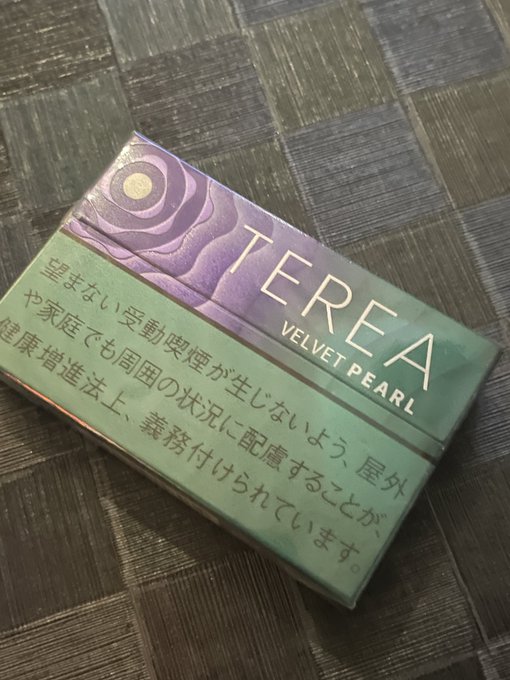 TEREA
VELVET PEARL
望まない受動喫煙が生じないよう、屋外
や家庭でも周囲の状況に配慮することが、
健康増進法上、義務付けられています。